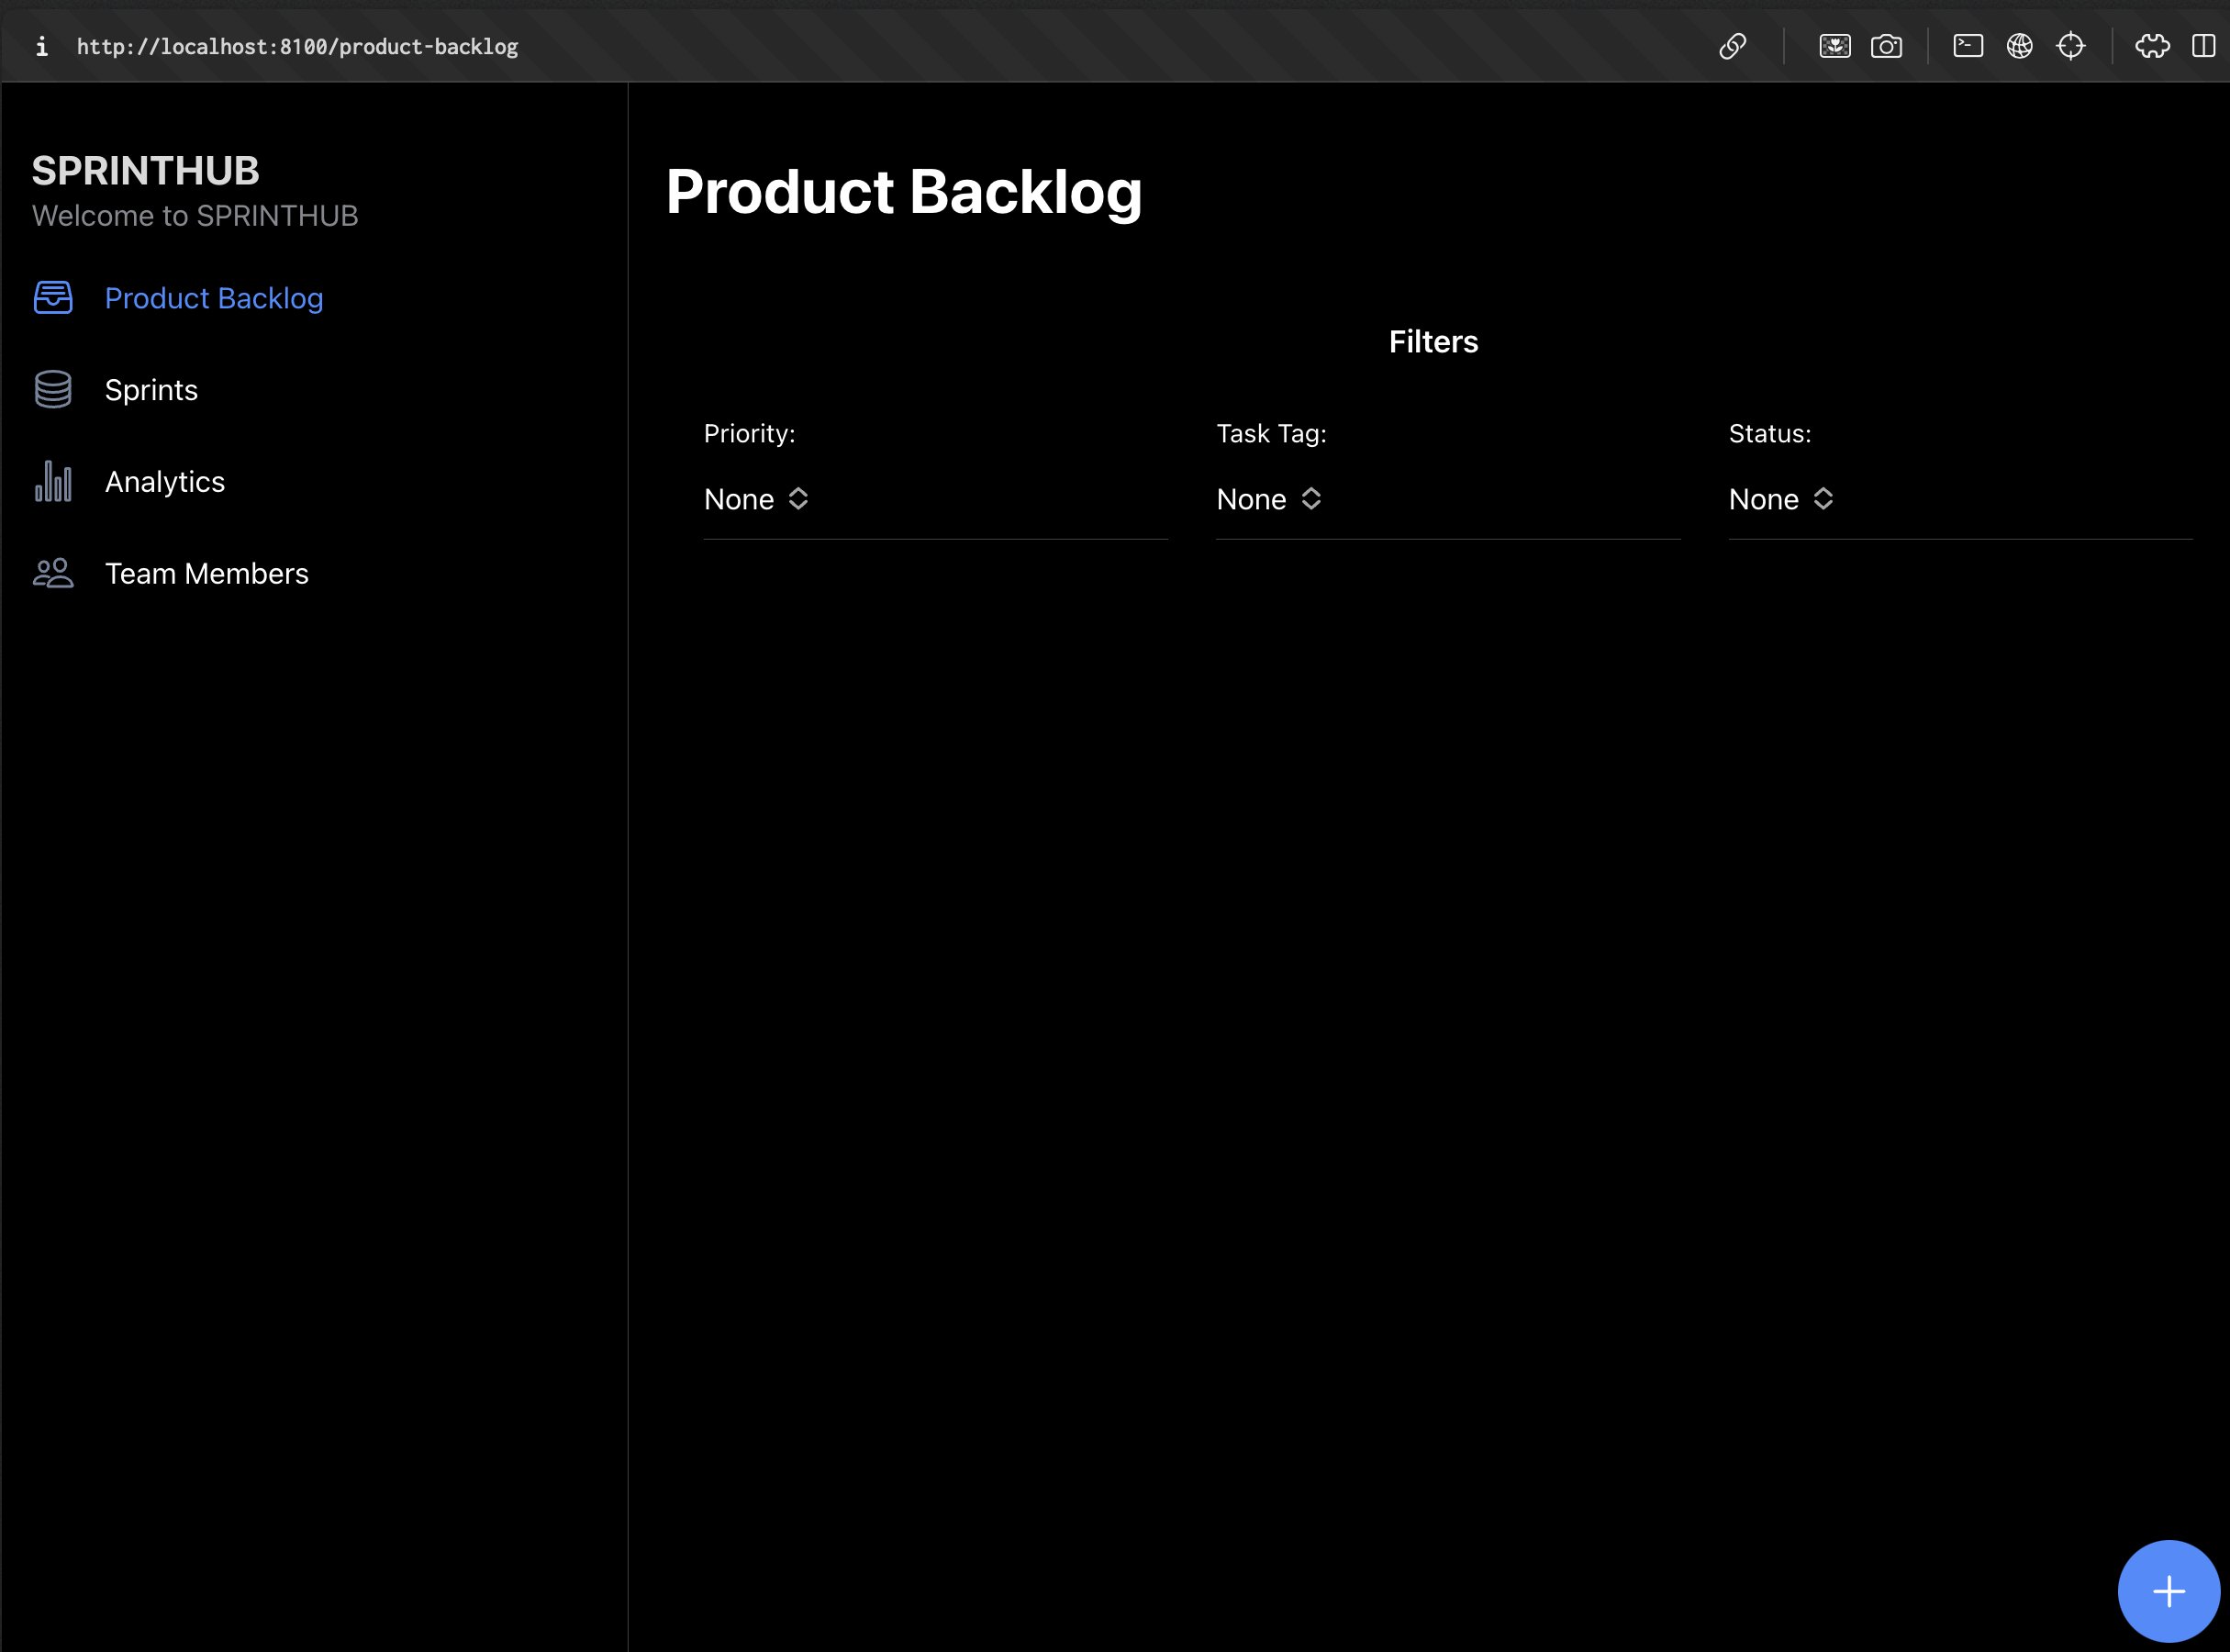 http://localhost:8100/product-backlog
SPRINTHUB
Welcome to SPRINTHUB
Product Backlog
Sprints
Analytics
Team Members
Product Backlog
Filters
Priority:
None
Task Tag:
None
Status:
None